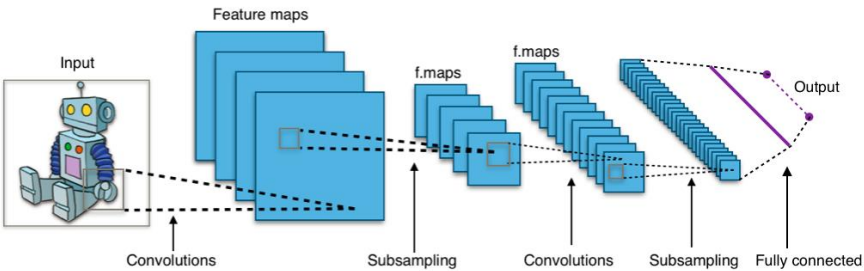 Feature maps
Input
f.maps
f.maps
Output
Convolutions
Subsampling
Convolutions
Subsampling
Fully connected